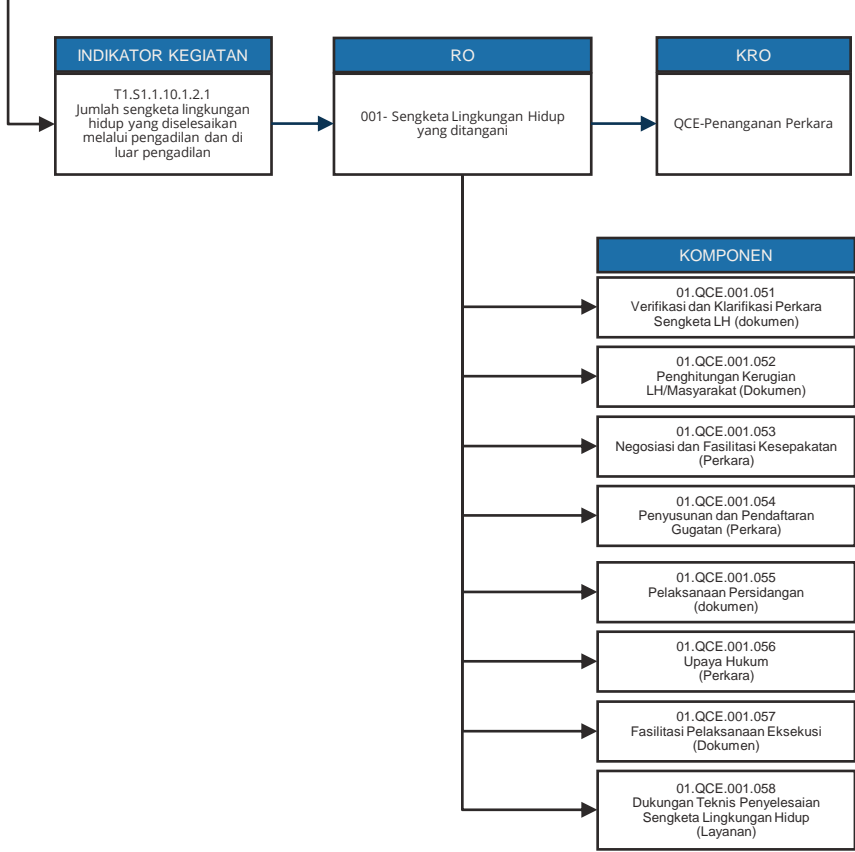 INDIKATOR KEGIATAN
T1.S1.1.10.1.2.1
Jumlah sengketa lingkungan
hidup yang diselesaikan
melalui pengadilan dan di
luar pengadilan
RO
001- Sengketa Lingkungan Hidup
yang ditangani
KRO
QCE-Penanganan Perkara
KOMPONEN
01.QCE.001.051
Verifikasi dan Klarifikasi Perkara
Sengketa LH (dokumen)
01.QCE.001.052
Penghitungan Kerugian
LH/Masyarakat (Dokumen)
01.QCE.001.053
Negosiasi dan Fasilitasi Kesepakatan
(Perkara)
01.QCE.001.054
Penyusunan dan Pendaftaran
Gugatan (Perkara)
01.QCE.001.055
Pelaksanaan Persidangan
(dokumen)
01.QCE.001.056
Upaya Hukum
(Perkara)
01.QCE.001.057
Fasilitasi Pelaksanaan Eksekusi
(Dokumen)
01.QCE.001.058
Dukungan Teknis Penyelesaian
Sengketa Lingkungan Hidup
(Layanan)